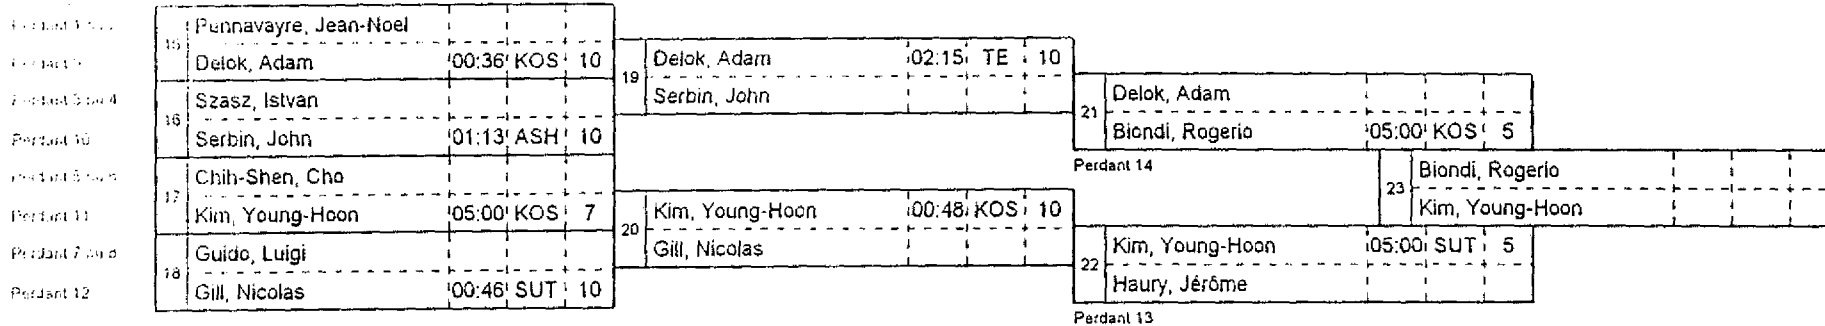 15 Pennavayre, Jean-Noel
Delok, Adam 00:36 KOS 10
16 Szasz, Istvan
Perdant 10 Serbin, John 01:13 ASH 10
17 Chih-Shen, Cho
Perdant 11 Kim, Young-Hoon 05:00 KOS 7
18 Guido, Luigi
Perdant 12 Gill, Nicolas 00:46 SUT 10
19 Delok, Adam 02:15 TE 10
Serbin, John
20 Kim, Young-Hoon 00:48 KOS 10
Gill, Nicolas
21 Delok, Adam
Biondi, Rogerio 05:00 KOS 5
Perdant 14
22 Kim, Young-Hoon 05:00 SUT 5
Haury, Jérôme
Perdant 13
23 Biondi, Rogerio
Kim, Young-Hoon